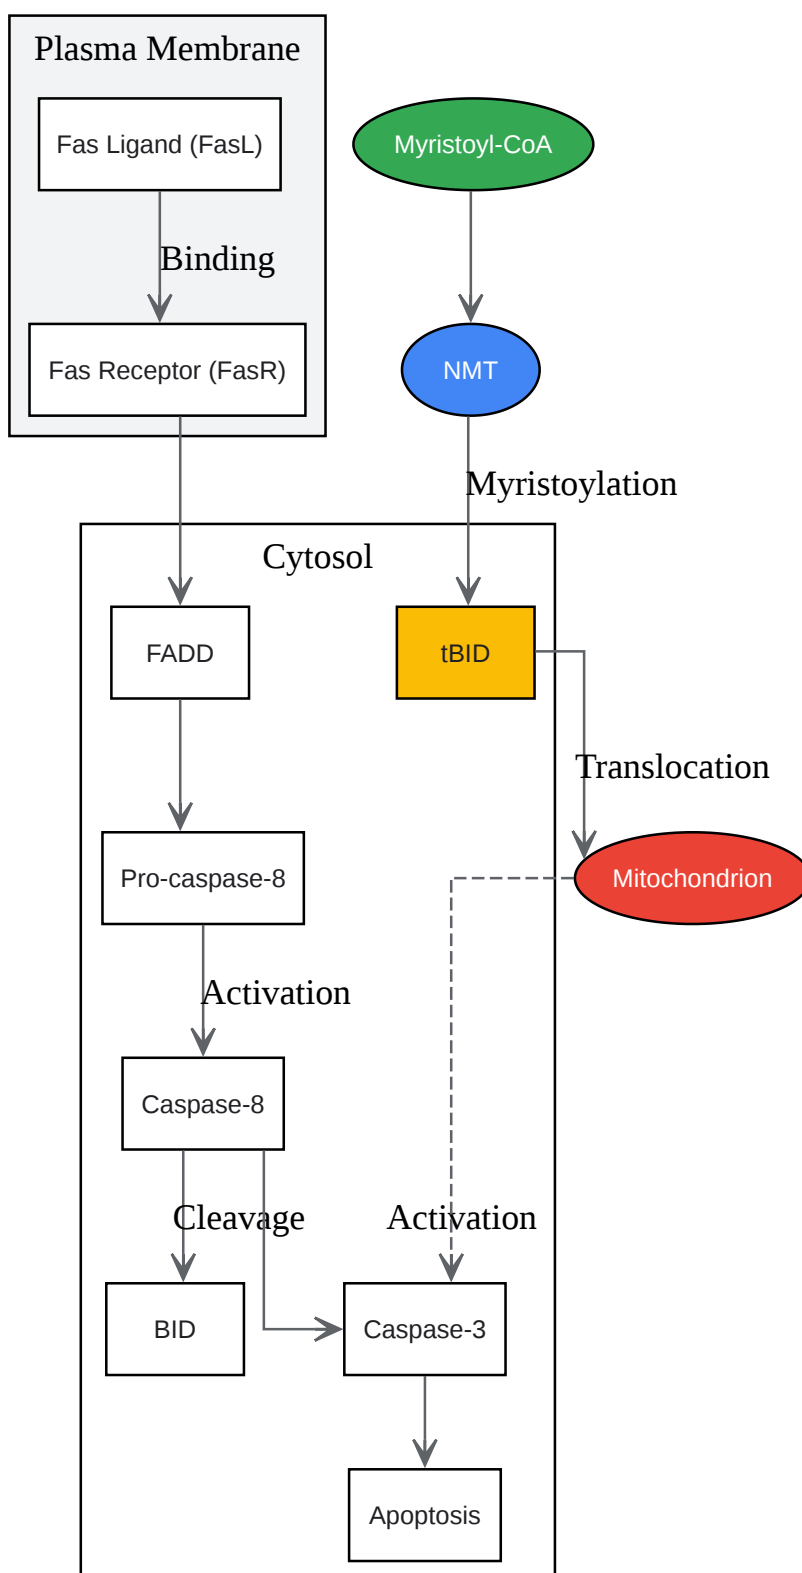 Plasma Membrane
Fas Ligand (FasL)
Myristoyl-CoA
Binding
Fas Receptor (FasR)
NMT
Myristoylation
Cytosol
FADD
tBID
Translocation
Pro-caspase-8
Mitochondrion
Activation
Caspase-8
Cleavage
Activation
BID
Caspase-3
Apoptosis